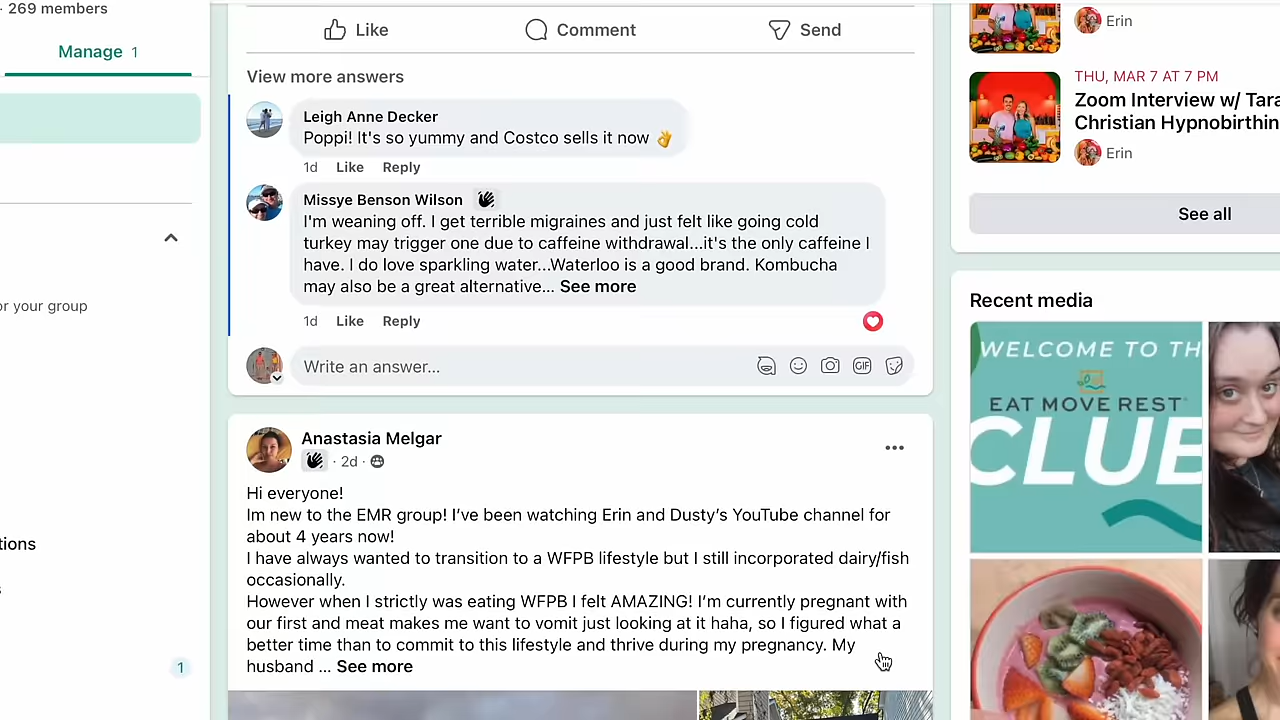 · 269 members
Manage 1
or your group
tions
s
1
Like
Comment
Send
View more answers
Leigh Anne Decker
Poppi! It's so yummy and Costco sells it now 👌
1d Like Reply
Missye Benson Wilson
I'm weaning off. I get terrible migraines and just felt like going cold
turkey may trigger one due to caffeine withdrawal...it's the only caffeine I
have. I do love sparkling water...Waterloo is a good brand. Kombucha
may also be a great alternative... See more
1d Like Reply
Write an answer...
GIF
Anastasia Melgar
· 2d ·
Hi everyone!
Im new to the EMR group! I've been watching Erin and Dusty's YouTube channel for
about 4 years now!
I have always wanted to transition to a WFPB lifestyle but I still incorporated dairy/fish
occasionally.
However when I strictly was eating WFPB I felt AMAZING! I'm currently pregnant with
our first and meat makes me want to vomit just looking at it haha, so I figured what a
better time than to commit to this lifestyle and thrive during my pregnancy. My
husband ... See more
Erin
THU, MAR 7 AT 7 PM
Zoom Interview w/ Tara
Christian Hypnobirthin
Erin
See all
Recent media
WELCOME TO TH
EAT MOVE REST
CLUB